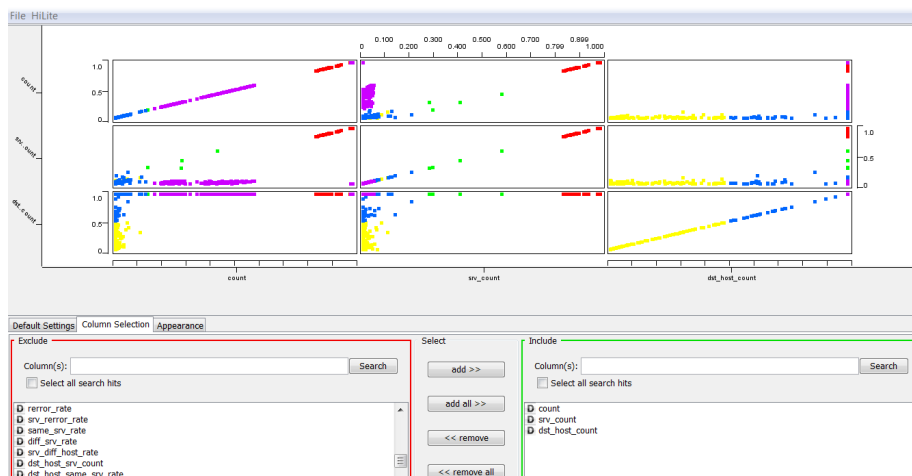 File HiLite
0.100 0.300 0.500 0.700 0.899
0 0.200 0.400 0.600 0.799 1.000
count
1.0
0.5
0
srv_count
1.0
0.5
0
dst_count
1.0
0.5
0
count srv_count dst_host_count
Default Settings Column Selection Appearance
Exclude
Column(s): Search
Select all search hits
D rerror_rate
D srv_rerror_rate
D same_srv_rate
D diff_srv_rate
D srv_diff_host_rate
D dst_host_srv_count
D dst_host_same_srv_rate
Select
add >>
add all >>
<< remove
<< remove all
Include
Column(s): Search
Select all search hits
D count
D srv_count
D dst_host_count